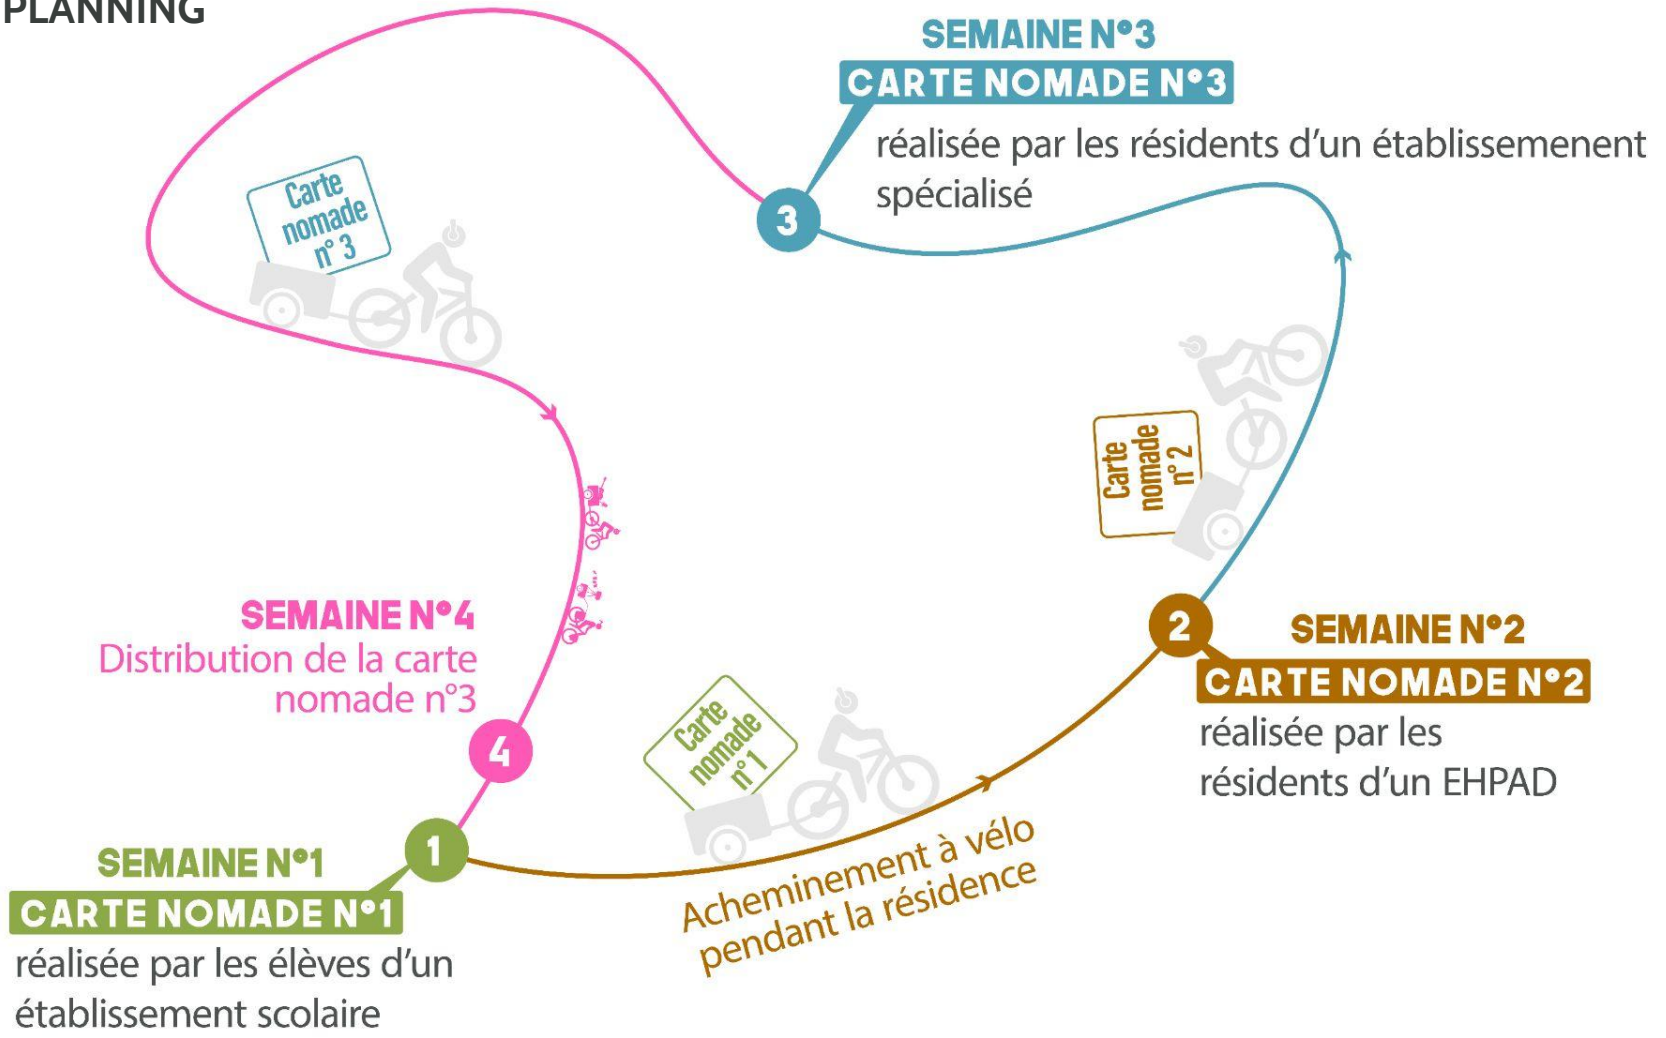 PLANNING
SEMAINE N°3
CARTE NOMADE N°3
réalisée par les résidents d'un établissemenent
spécialisé
3
Carte
nomade
n° 3
Carte
nomade
n° 2
2
SEMAINE N°2
CARTE NOMADE N°2
réalisée par les
résidents d'un EHPAD
SEMAINE N°4
Distribution de la carte
nomade n°3
4
Carte
nomade
n° 1
Acheminement à vélo
pendant la résidence
1
SEMAINE N°1
CARTE NOMADE N°1
réalisée par les élèves d'un
établissement scolaire